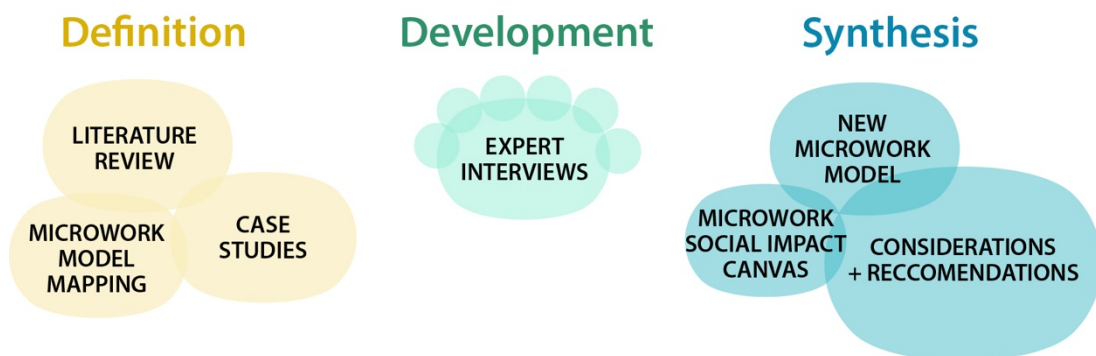 Definition
Development
Synthesis
LITERATURE
REVIEW
MICROWORK
MODEL
MAPPING
CASE
STUDIES
EXPERT
INTERVIEWS
NEW
MICROWORK
MODEL
MICROWORK
SOCIAL IMPACT
CANVAS
CONSIDERATIONS
+ RECCOMENDATIONS